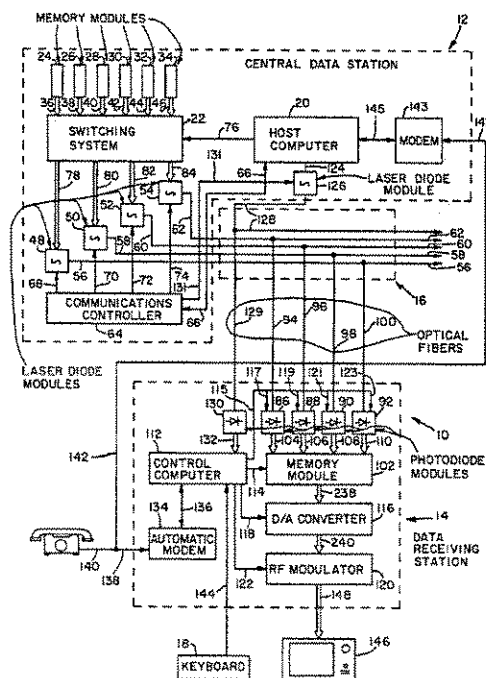 MEMORY MODULES
24 26 28 30 32 34
12
CENTRAL DATA STATION
36 38 40 42 44 46
22
20
143
SWITCHING SYSTEM
76
HOST COMPUTER
145
MODEM
78 80 82 84
131
66
124
126
LASER DIODE MODULE
54
52
50
48
128
62
60
58
56
62
60
58
56
68 70 72 74
131
66
16
COMMUNICATIONS CONTROLLER
64
LASER DIODE MODULES
129 94 96 98 100
OPTICAL FIBERS
115 117 119 121 123
130 86 88 90 92
10
142
132 104 106 108 110
PHOTODIODE MODULES
112
CONTROL COMPUTER
114
MEMORY MODULE
102
134 136
118
238
D/A CONVERTER
116
14
AUTOMATIC MODEM
240
DATA RECEIVING STATION
140 138
122
RF MODULATOR
120
144
148
18
KEYBOARD
146